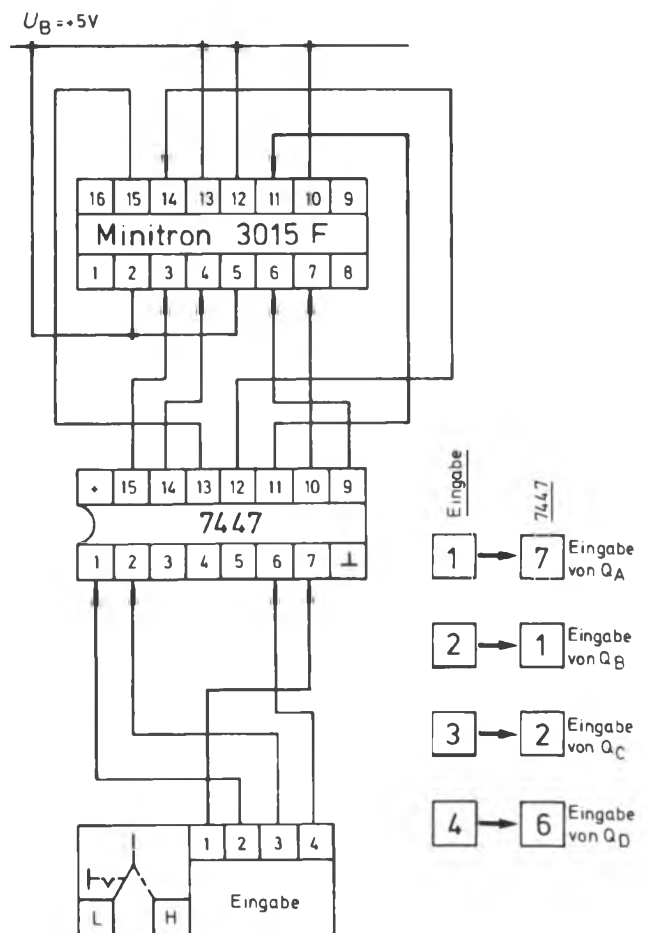 U_B = +5V
16 15 14 13 12 11 10 9
Minitron 3015 F
1 2 3 4 5 6 7 8
+ 15 14 13 12 11 10 9
7447
1 2 3 4 5 6 7 ⊥
1 2 3 4
Eingabe
L H
Eingabe 7447
1 7 Eingabe
von Q_A
2 1 Eingabe
von Q_B
3 2 Eingabe
von Q_C
4 6 Eingabe
von Q_D